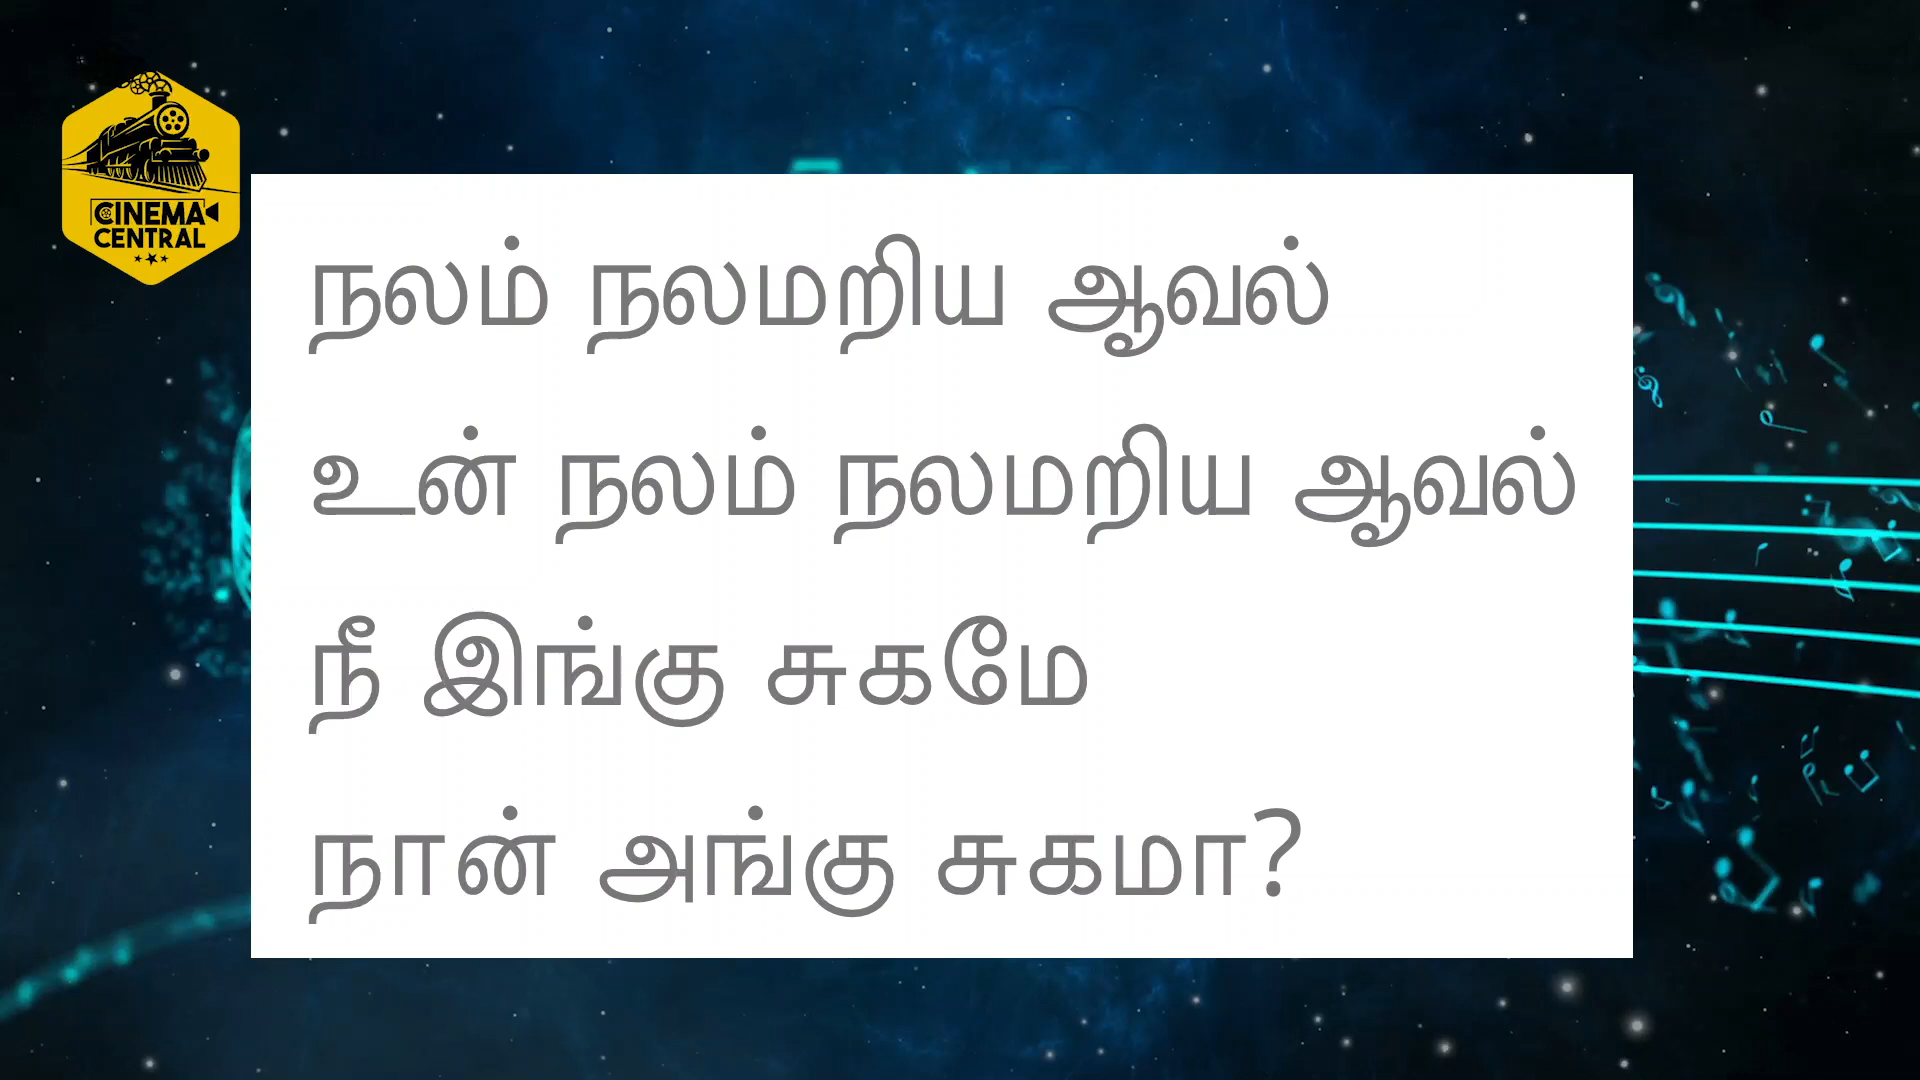 CINEMA
CENTRAL
நலம் நலமறிய ஆவல்
உன் நலம் நலமறிய ஆவல்
நீ இங்கு சுகமே
நான் அங்கு சுகமா?